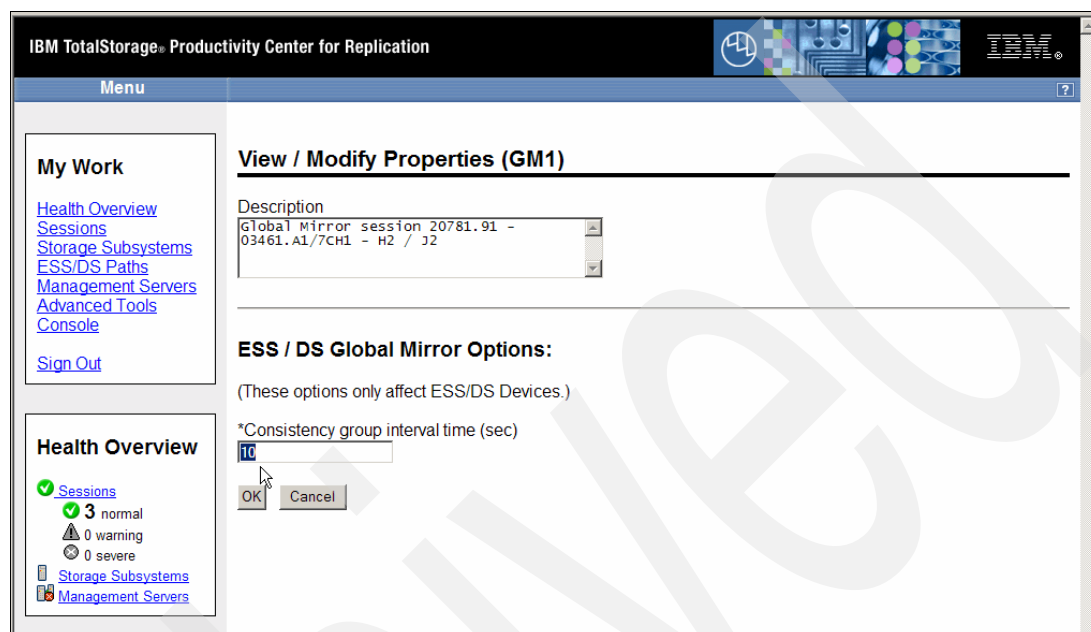 IBM TotalStorage® Productivity Center for Replication
IBM®
Menu
?
My Work
Health Overview
Sessions
Storage Subsystems
ESS/DS Paths
Management Servers
Advanced Tools
Console
Sign Out
Health Overview
Sessions
3 normal
0 warning
0 severe
Storage Subsystems
Management Servers
View / Modify Properties (GM1)
Description
Global Mirror session 20781.91 -
03461.A1/7CH1 - H2 / J2
ESS / DS Global Mirror Options:
(These options only affect ESS/DS Devices.)
*Consistency group interval time (sec)
10
OK Cancel